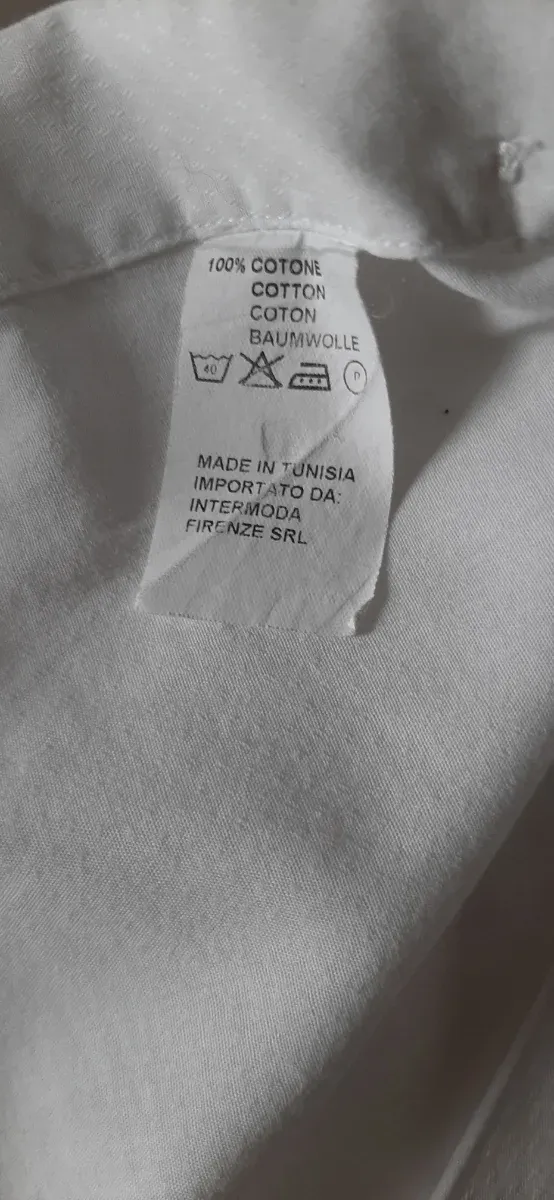 100% COTONE
COTTON
COTON
BAUMWOLLE
40 P
MADE IN TUNISIA
IMPORTATO DA:
INTERMODA
FIRENZE SRL